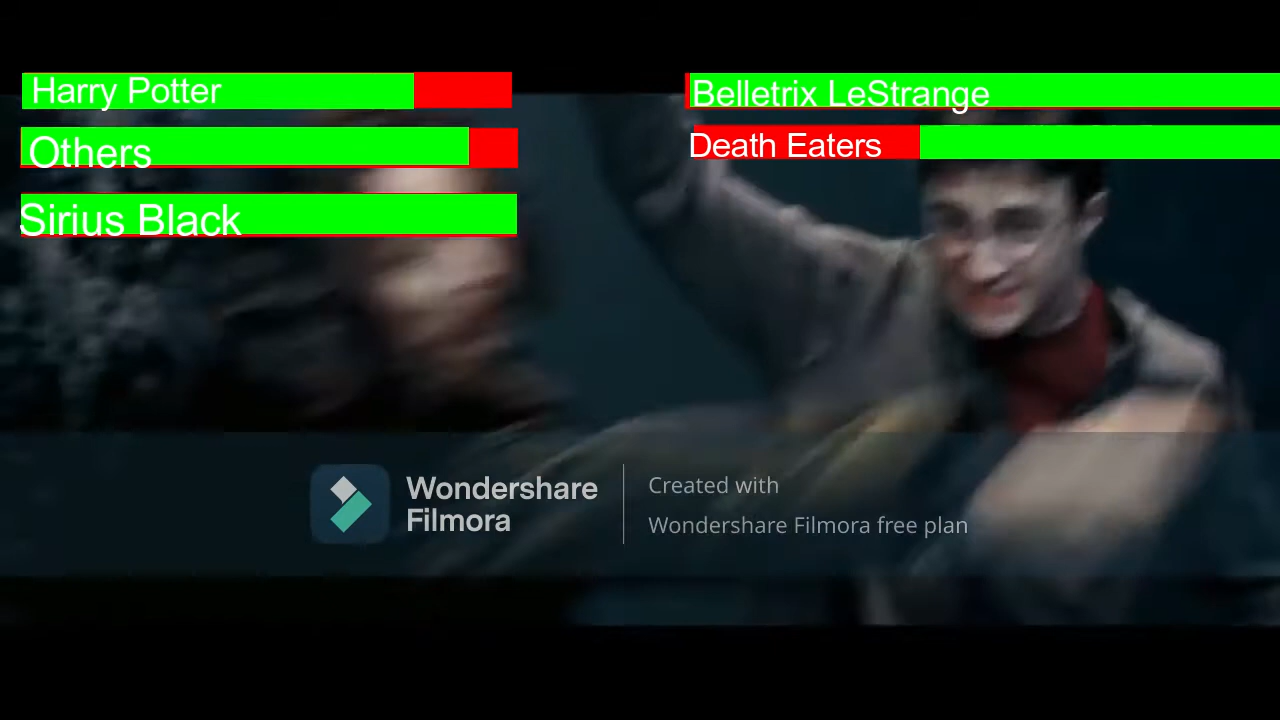 Harry Potter
Others
Sirius Black
Belletrix LeStrange
Death Eaters
Wondershare
Filmora
Created with
Wondershare Filmora free plan